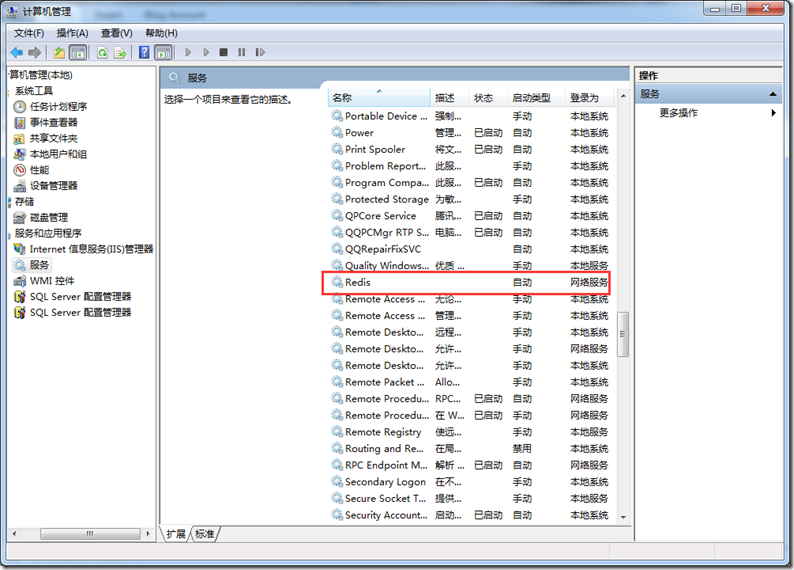 计算机管理
文件(F) 操作(A) 查看(V) 帮助(H)
算机管理(本地)
系统工具
任务计划程序
事件查看器
共享文件夹
本地用户和组
性能
设备管理器
存储
磁盘管理
服务和应用程序
Internet 信息服务(IIS)管理器
服务
WMI 控件
SQL Server 配置管理器
SQL Server 配置管理器
服务
选择一个项目来查看它的描述。
名称 描述 状态 启动类型 登录为
Portable Device ... 强制... 手动 本地系统
Power 管理... 已启动 自动 本地系统
Print Spooler 将文... 已启动 自动 本地系统
Problem Report... 此服... 手动 本地系统
Program Compa... 此服... 已启动 自动 本地系统
Protected Storage 为敏... 手动 本地系统
QPCore Service 腾讯... 已启动 自动 本地系统
QQPCMgr RTP S... 电脑... 已启动 自动 本地系统
QQRepairFixSVC 自动 本地系统
Quality Windows... 优质 ... 手动 本地服务
Redis 自动 网络服务
Remote Access ... 无论... 手动 本地系统
Remote Access ... 管理... 手动 本地系统
Remote Deskto... 远程... 手动 本地系统
Remote Deskto... 允许... 手动 网络服务
Remote Deskto... 允许... 手动 本地系统
Remote Packet ... Allo... 手动 本地系统
Remote Procedu... RPC... 已启动 自动 网络服务
Remote Procedu... 在 W... 已启动 手动 网络服务
Remote Registry 使远... 手动 本地服务
Routing and Re... 在局... 禁用 本地系统
RPC Endpoint M... 解析 ... 已启动 自动 网络服务
Secondary Logon 在不... 手动 本地系统
Secure Socket T... 提供... 手动 本地服务
Security Account... 启动... 已启动 自动 本地系统
扩展 标准
操作
服务
更多操作